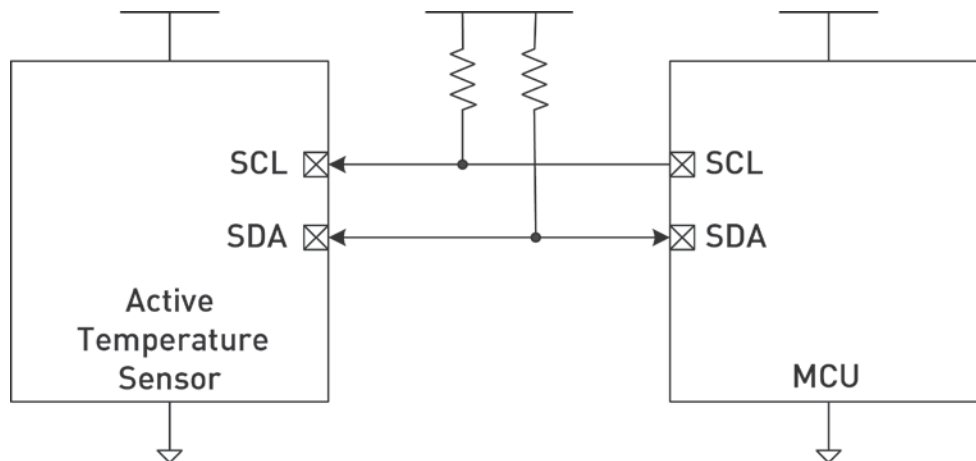 SCL
SCL
SDA
SDA
Active
Temperature
Sensor
MCU